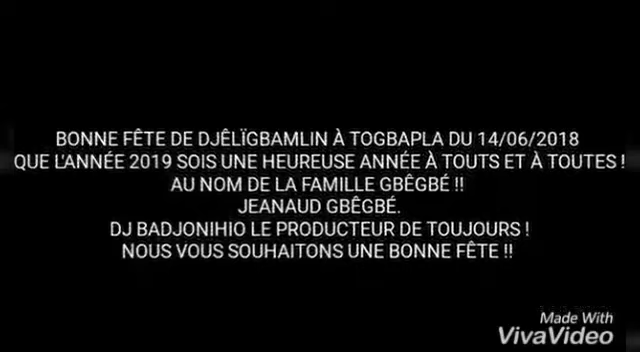 BONNE FÊTE DE DJÊLÏGBAMLIN À TOGBAPLA DU 14/06/2018
QUE L'ANNÉE 2019 SOIS UNE HEUREUSE ANNÉE À TOUTS ET À TOUTES !
AU NOM DE LA FAMILLE GBÊGBÉ !!
JEANAUD GBÊGBÉ.
DJ BADJONIHIO LE PRODUCTEUR DE TOUJOURS !
NOUS VOUS SOUHAITONS UNE BONNE FÊTE !!
Made With
VivaVideo